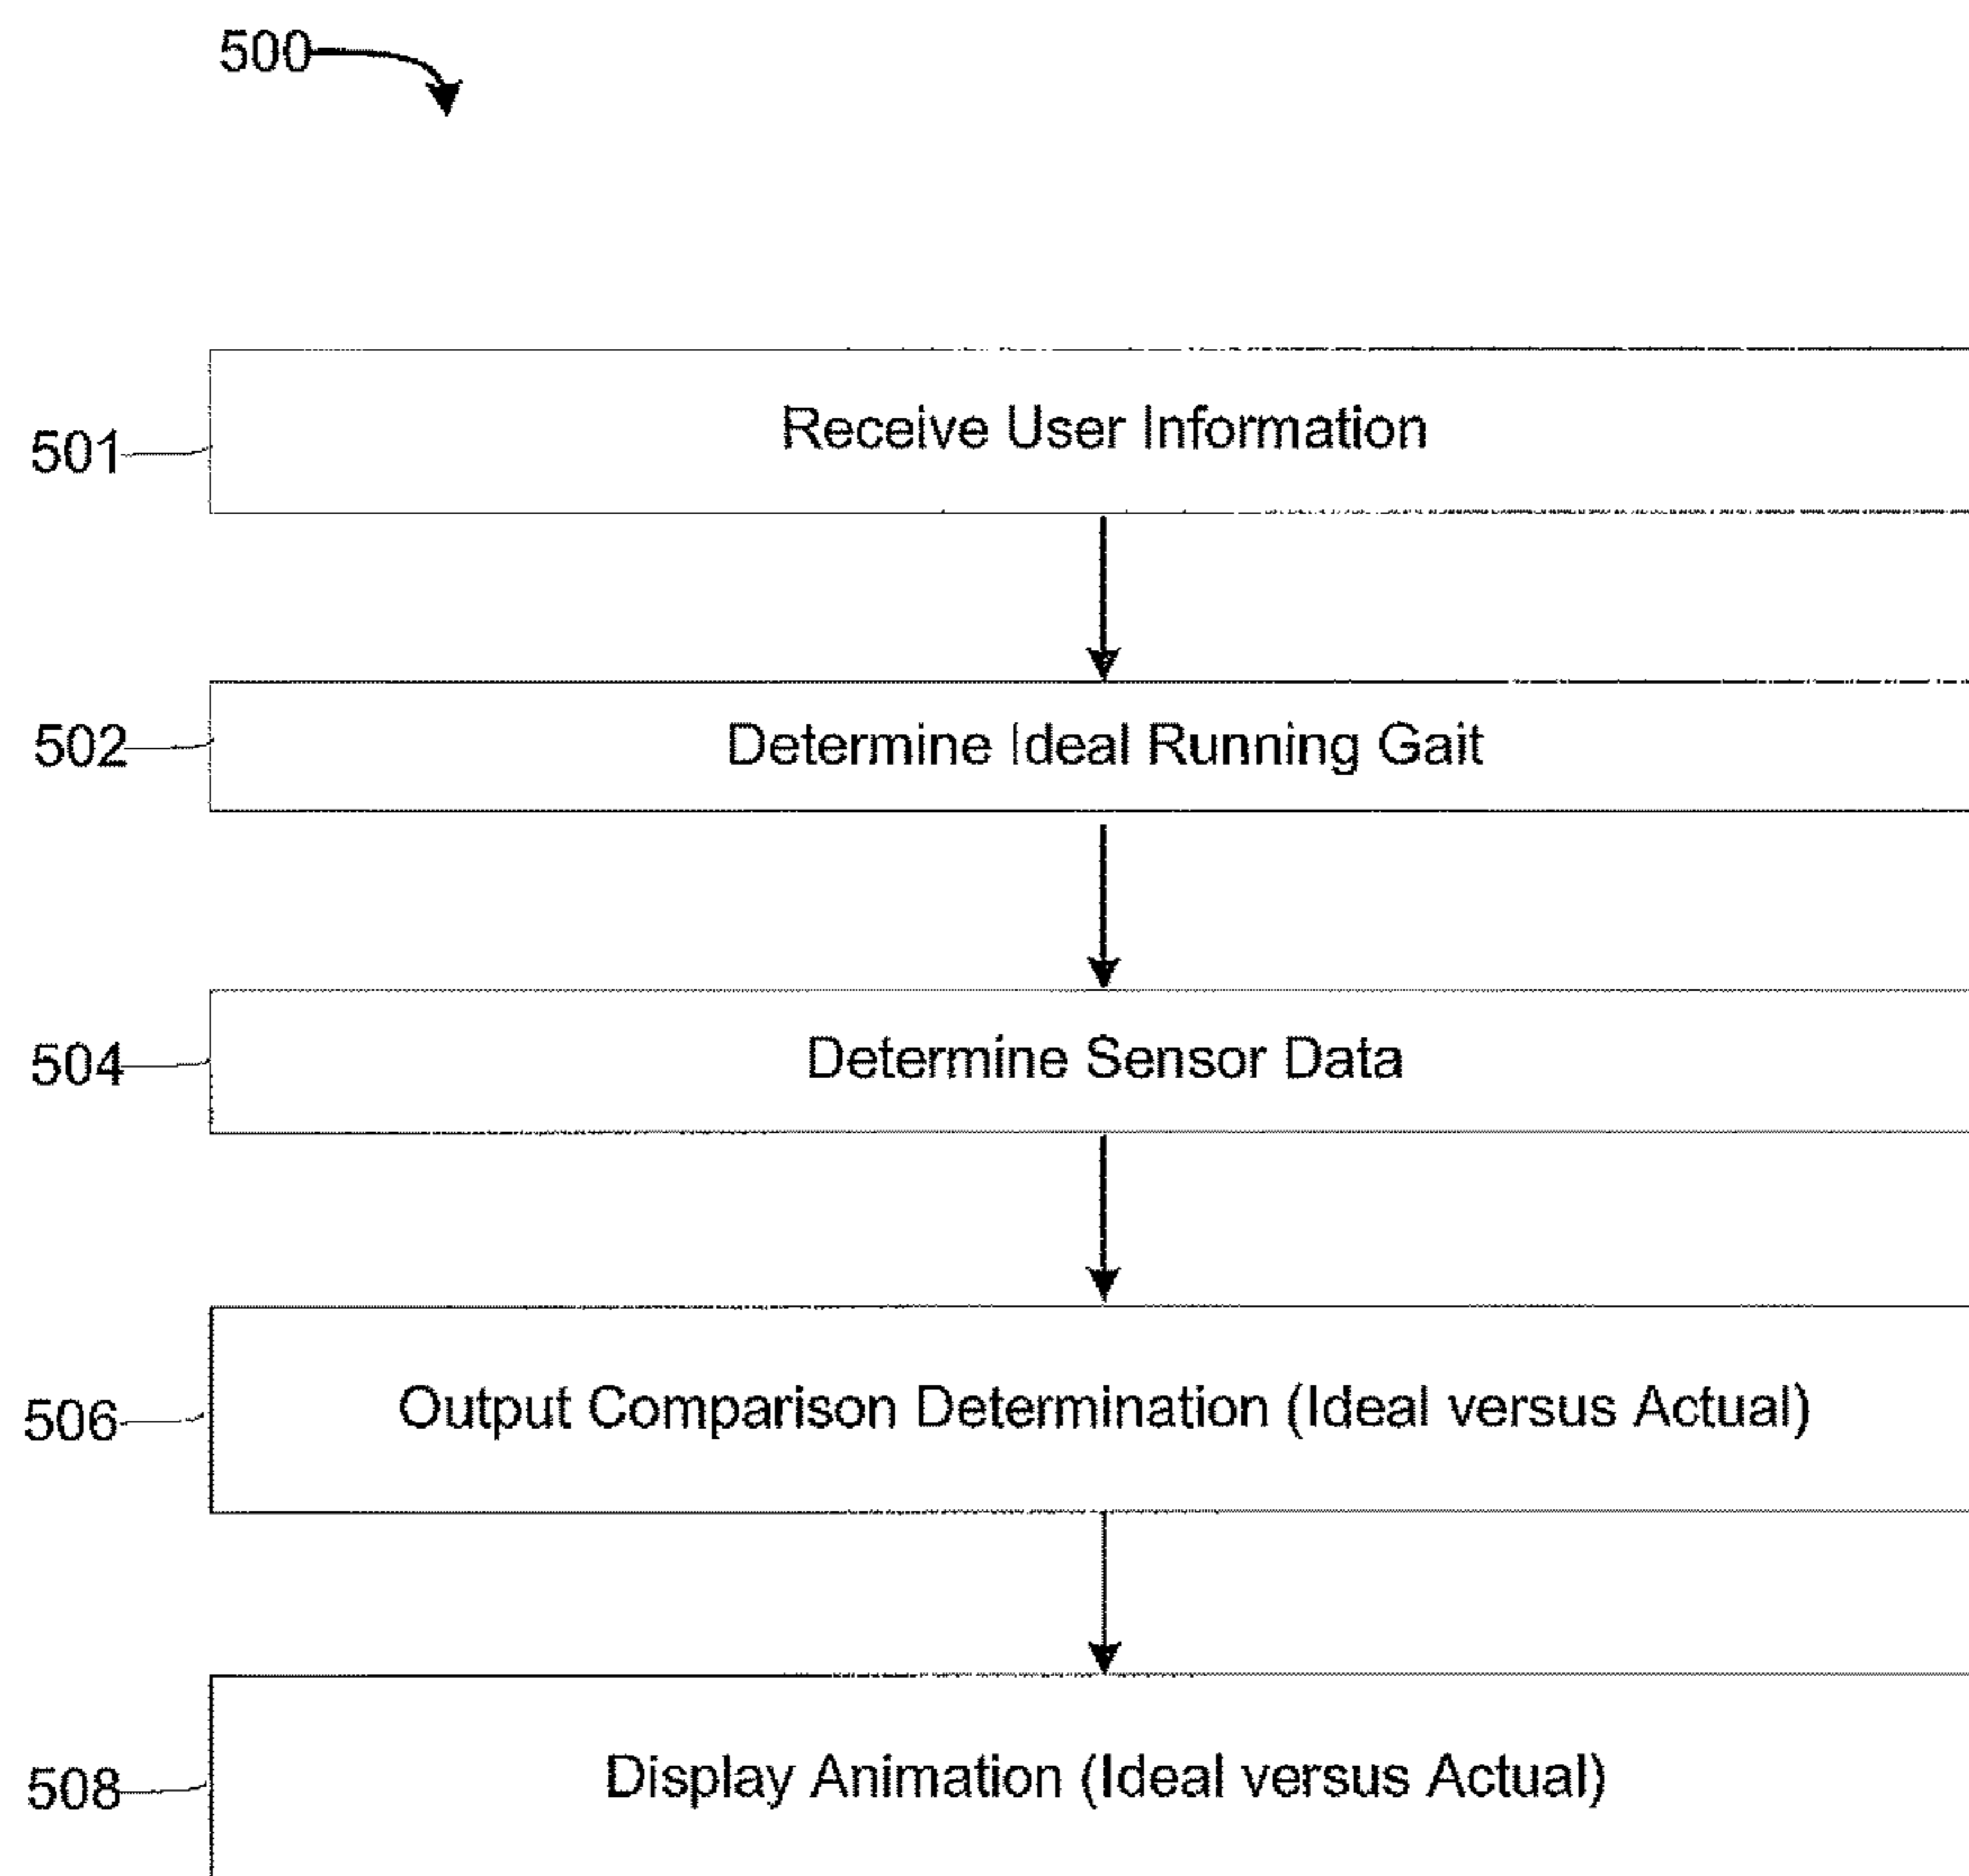 500
501 Receive User Information
502 Determine Ideal Running Gait
504 Determine Sensor Data
506 Output Comparison Determination (Ideal versus Actual)
508 Display Animation (Ideal versus Actual)